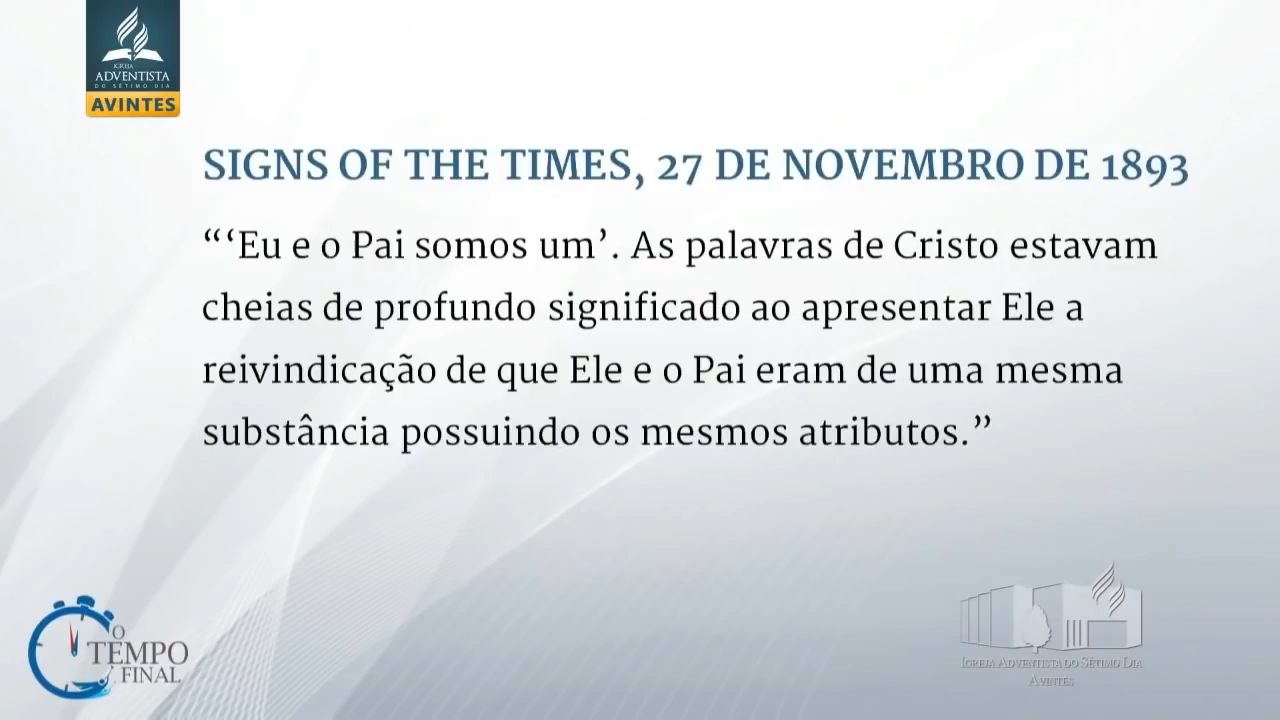 IGREJA
ADVENTISTA
DO SÉTIMO DIA
AVINTES
SIGNS OF THE TIMES, 27 DE NOVEMBRO DE 1893
“‘Eu e o Pai somos um’. As palavras de Cristo estavam
cheias de profundo significado ao apresentar Ele a
reivindicação de que Ele e o Pai eram de uma mesma
substância possuindo os mesmos atributos.”
O
TEMPO
FINAL
IGREJA ADVENTISTA DO SÉTIMO DIA
AVINTES